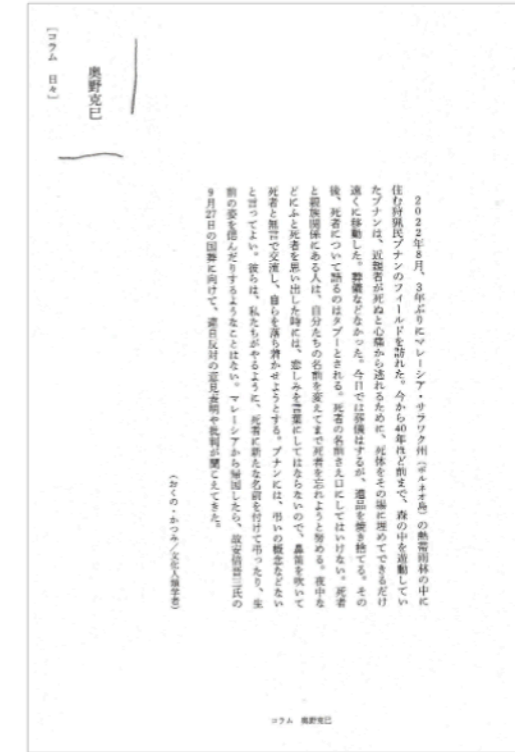 [コラム 日々]
奥野克巳
2022年8月、3年ぶりにマレーシア・サラワク州（ボルネオ島）の熱帯雨林の中に
住む狩猟民プナンのフィールドを訪れた。今から40年ほど前まで、森の中を遊動してい
たプナンは、近親者が死ぬと心痛から逃れるために、死体をその場に埋めてできるだけ
遠くに移動した。葬儀などなかった。今日では葬儀はするが、遺品を焼き捨てる。その
後、死者について語るのはタブーとされる。死者の名前さえ口にしてはいけない。死者
と親族関係にある人は、自分たちの名前を変えてまで死者を忘れようと努める。夜中な
どにふと死者を思い出した時には、悲しみを言葉にしてはならないので、鼻笛を吹いて
死者と無言で交流し、自らを落ち着かせようとする。プナンには、弔いの概念などない
と言ってよい。彼らは、私たちがやるように、死者に新たな名前を付けて弔ったり、生
前の姿を偲んだりするようなことはない。マレーシアから帰国したら、故安倍晋三氏の
9月27日の国葬に向けて、連日反対の意見表明や批判が聞こえてきた。
（おくの・かつみ／文化人類学者）
コラム 奥野克巳